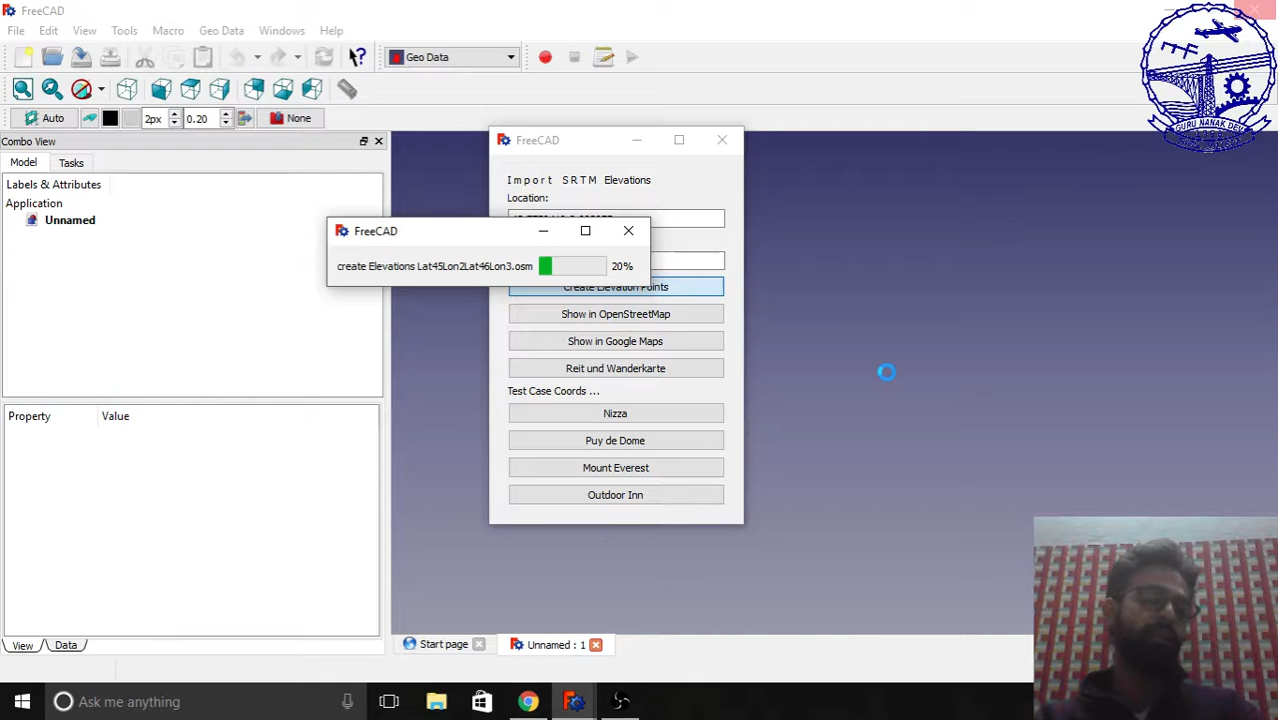 FreeCAD
File Edit View Tools Macro Geo Data Windows Help
Geo Data
Auto 2px 0.20 None
Combo View
Model Tasks
Labels & Attributes
Application
Unnamed
Property Value
View Data
FreeCAD
Import SRTM Elevations
Location:
FreeCAD
create Elevations Lat45Lon2Lat46Lon3.osm 20%
Create Elevation Points
Show in OpenStreetMap
Show in Google Maps
Reit und Wanderkarte
Test Case Coords ...
Nizza
Puy de Dome
Mount Everest
Outdoor Inn
Start page Unnamed : 1
Ask me anything
GURU NANAK DEV